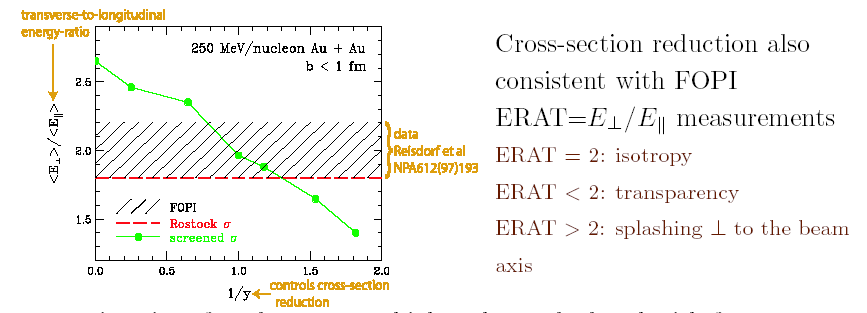 transverse-to-longitudinal
energy-ratio
250 MeV/nucleon Au + Au
b < 1 fm
<E⊥>/<E∥>
2.5
2.0
1.5
data
Reisdorf et al
NPA612(97)193
FOPI
Rostock σ
screened σ
0.0 0.5 1.0 1.5 2.0
1/y
controls cross-section
reduction
Cross-section reduction also
consistent with FOPI
ERAT=E⊥/E∥ measurements
ERAT = 2: isotropy
ERAT < 2: transparency
ERAT > 2: splashing ⊥ to the beam
axis